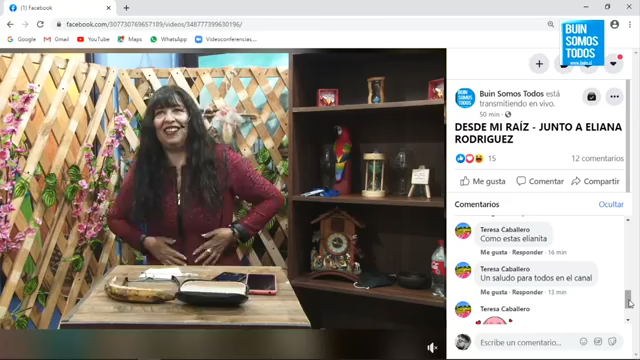 Facebook
facebook.com/307730769657189/videos/348777399630196/
Google
Gmail
YouTube
Maps
WhatsApp
Videoconferencias...
BUIN
SOMOS
TODOS
Buin Somos Todos está
transmitiendo en vivo.
50 min
DESDE MI RAÍZ - JUNTO A ELIANA
RODRIGUEZ
15
12 comentarios
Me gusta
Comentar
Compartir
Comentarios
Ocultar
Teresa Caballero
Como estas elianita
Me gusta · Responder · 16 min
Teresa Caballero
Un saludo para todos en el canal
Me gusta · Responder · 13 min
Teresa Caballero
Escribe un comentario...